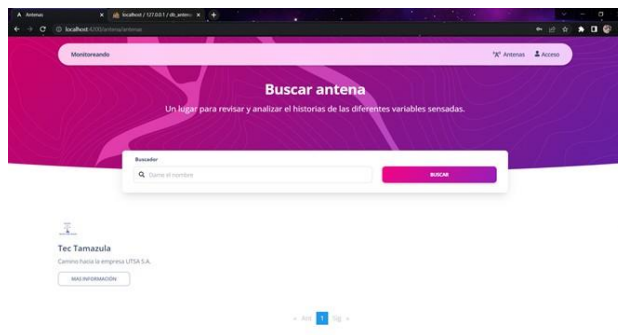 Antenas
localhost / 127.0.0.1 / db_antena
localhost:4200/antena/antenas
Monitoreando
Antenas
Acceso
Buscar antena
Un lugar para revisar y analizar el historias de las diferentes variables sensadas.
Buscador
Dame el nombre
BUSCAR
Tec Tamazula
Camino hacia la empresa LITSA S.A.
MAS INFORMACIÓN
« Ant 1 Sig »